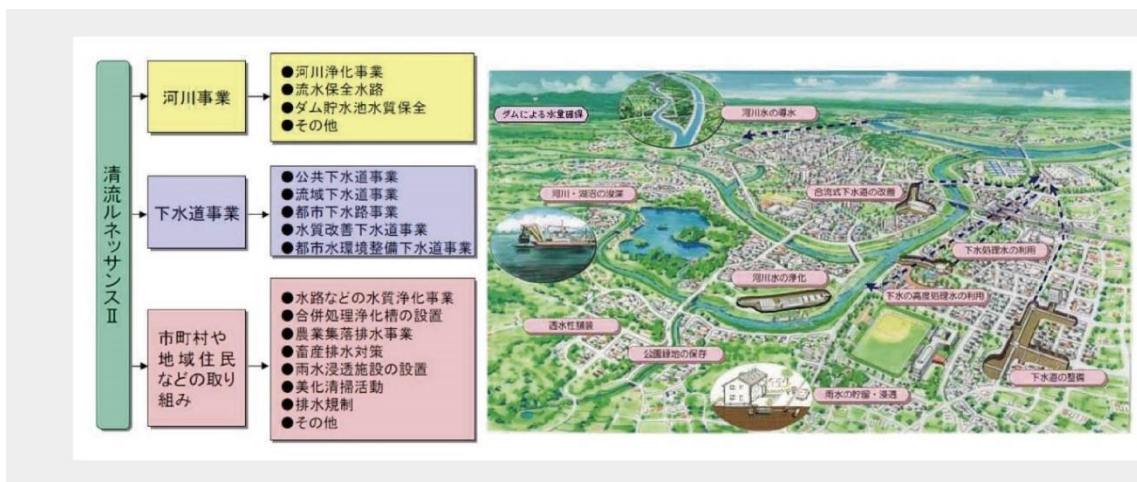 清流ルネッサンスⅡ
河川事業
●河川浄化事業
●流水保全水路
●ダム貯水池水質保全
●その他
下水道事業
●公共下水道事業
●流域下水道事業
●都市下水路事業
●水質改善下水道事業
●都市水環境整備下水道事業
市町村や
地域住民
などの取り
組み
●水路などの水質浄化事業
●合併処理浄化槽の設置
●農業集落排水事業
●畜産排水対策
●雨水浸透施設の設置
●美化清掃活動
●排水規制
●その他
ダムによる水量確保
河川水の導水
河川・湖沼の浚渫
合流式下水道の改善
下水処理水の利用
河川水の浄化
下水の高度処理水の利用
透水性舗装
公園緑地の保存
下水道の整備
雨水の貯留・浸透